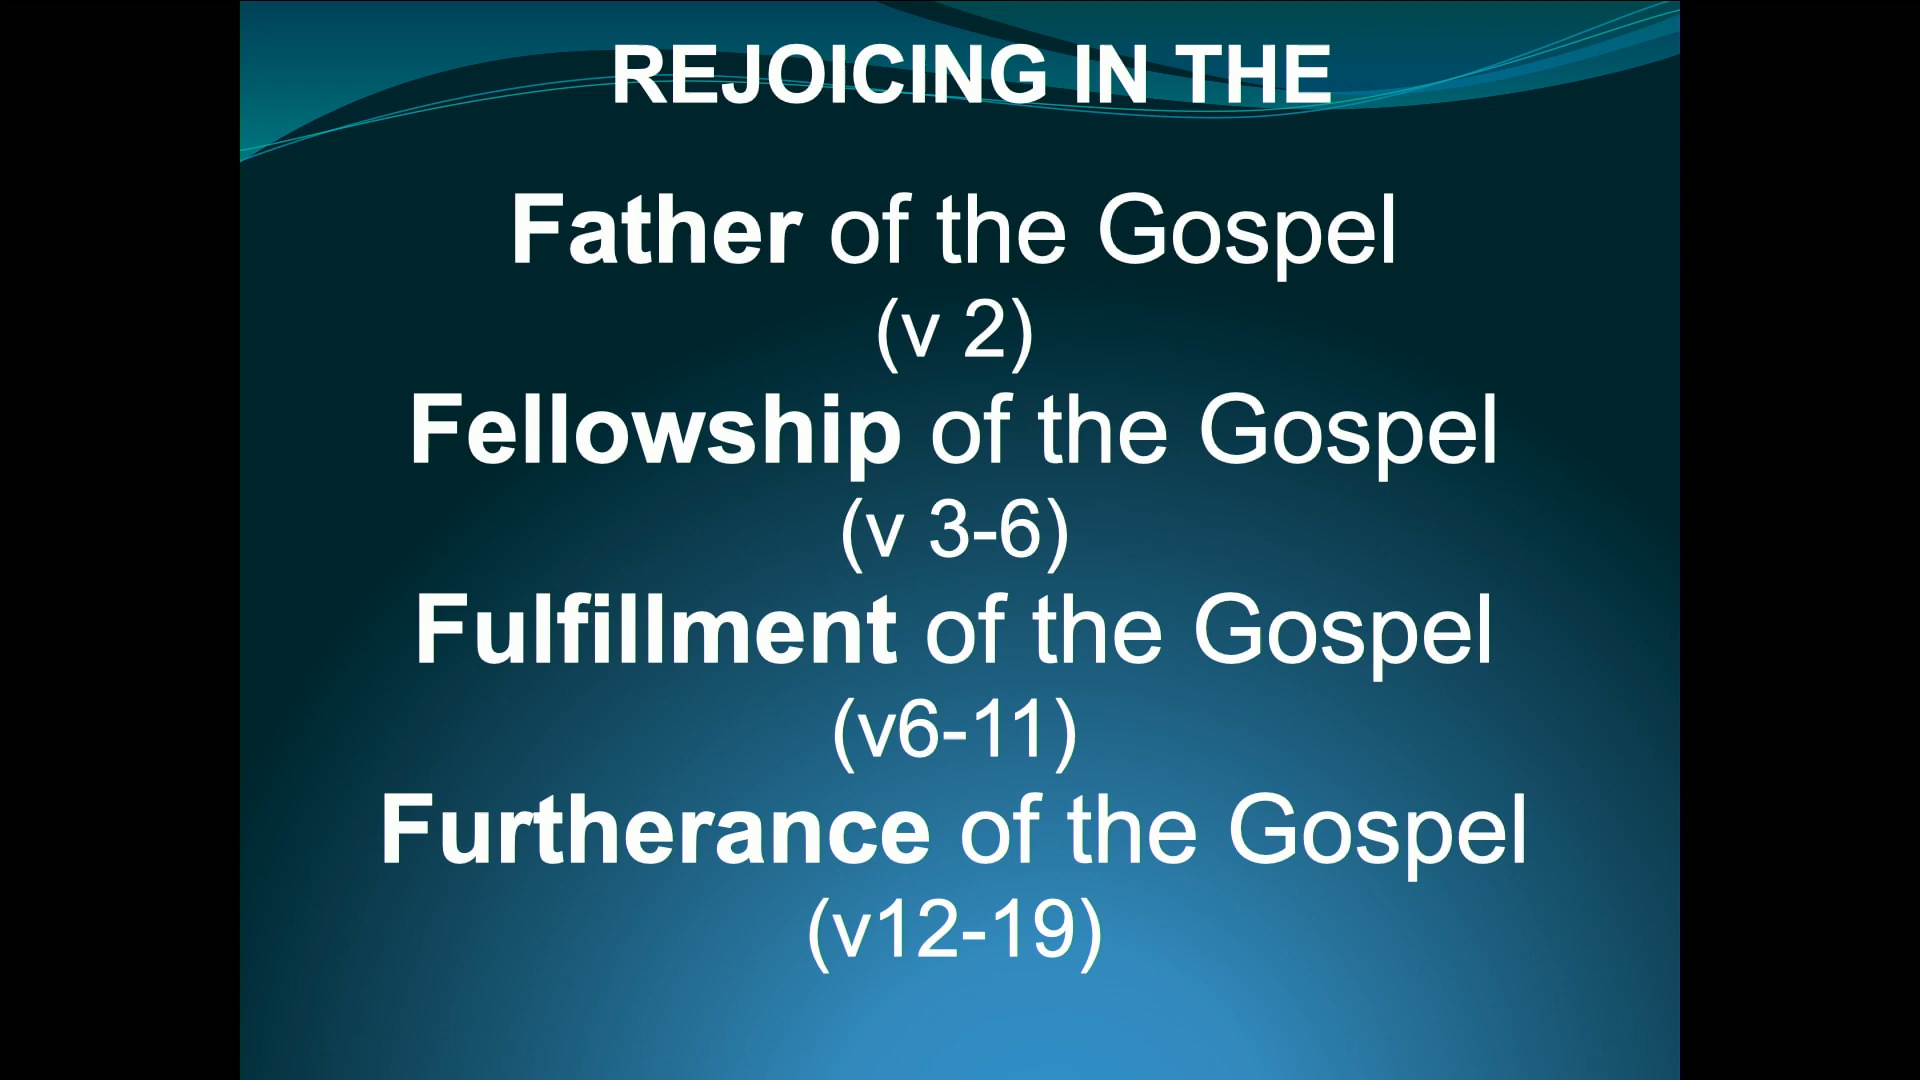 REJOICING IN THE
Father of the Gospel
(v 2)
Fellowship of the Gospel
(v 3-6)
Fulfillment of the Gospel
(v6-11)
Furtherance of the Gospel
(v12-19)